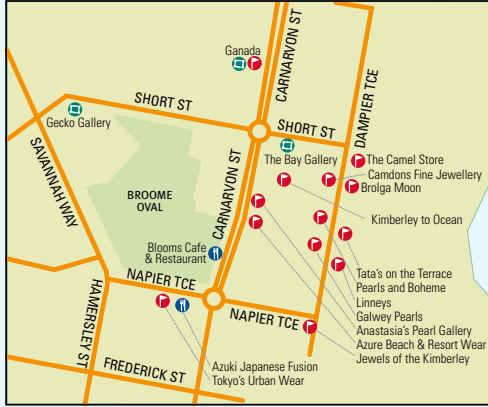 Ganada
CARNARVON ST
DAMPIER TCE
SHORT ST
Gecko Gallery
SHORT ST
The Bay Gallery
The Camel Store
Camdons Fine Jewellery
Brolga Moon
SAVANNAH WAY
BROOME
OVAL
CARNARVON ST
Kimberley to Ocean
Blooms Cafe
& Restaurant
NAPIER TCE
HAMERSLEY ST
NAPIER TCE
Tata's on the Terrace
Pearls and Boheme
Linneys
Galwey Pearls
Anastasia's Pearl Gallery
Azure Beach & Resort Wear
Jewels of the Kimberley
FREDERICK ST
Azuki Japanese Fusion
Tokyo's Urban Wear